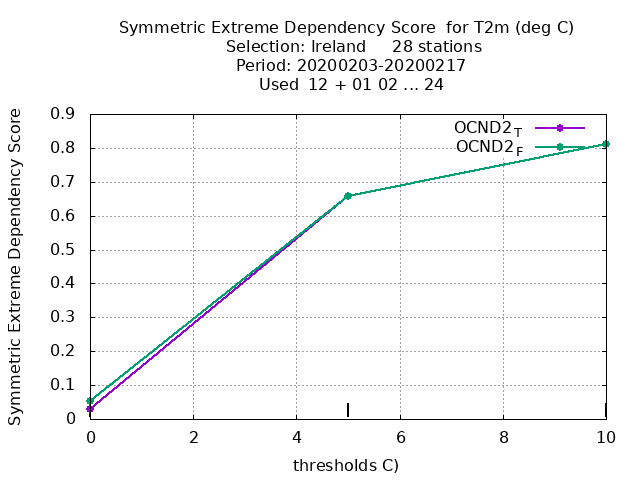 Symmetric Extreme Dependency Score  for T2m (deg C)
Selection: Ireland     28 stations
Period: 20200203-20200217
Used  12 + 01 02 ... 24
Symmetric Extreme Dependency Score
0.9
0.8
0.7
0.6
0.5
0.4
0.3
0.2
0.1
0
OCND2T
OCND2F
0 2 4 6 8 10
thresholds C)